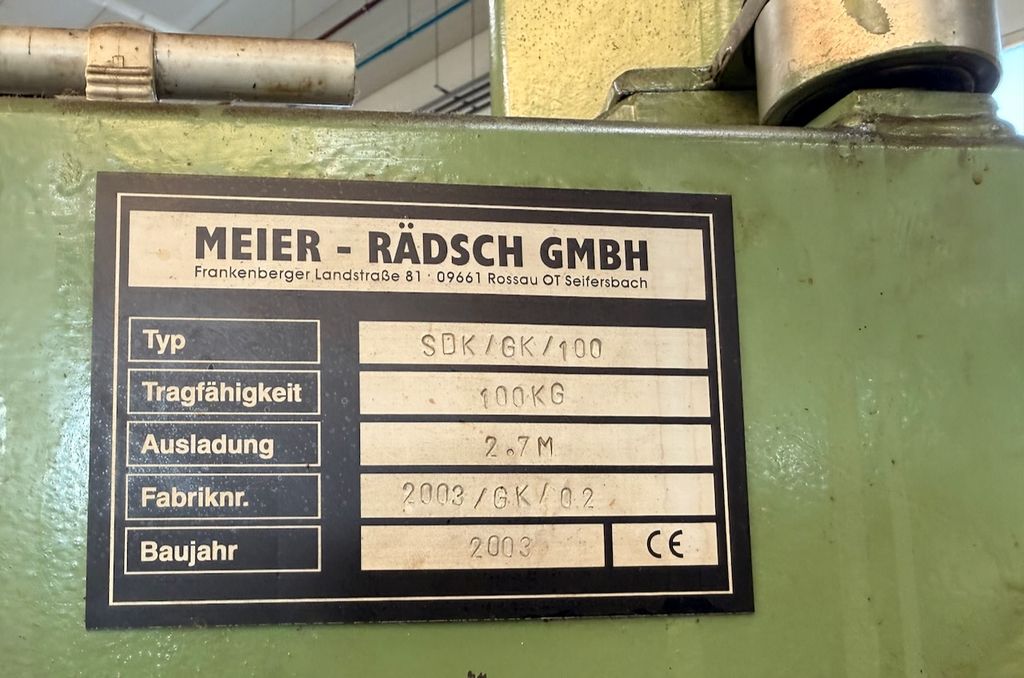 MEIER - RÄDSCH GMBH
Frankenberger Landstraße 81 · 09661 Rossau OT Seifersbach
Typ SDK/GK/100
Tragfähigkeit 100KG
Ausladung 2.7M
Fabriknr. 2003/GK/02
Baujahr 2003 CE